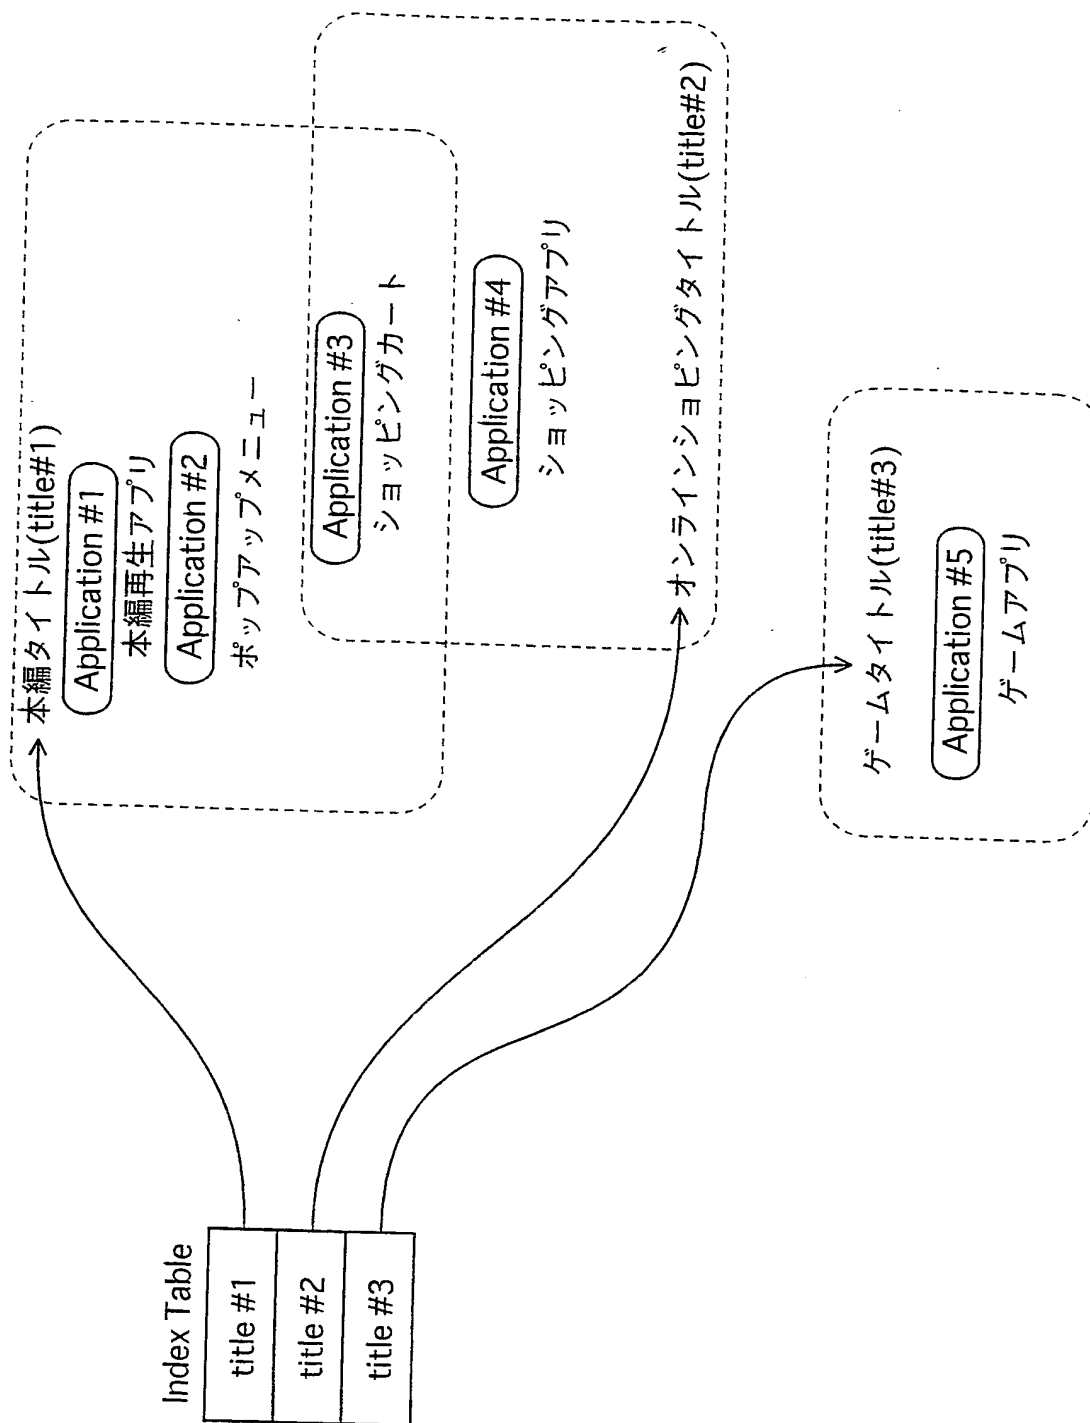 Index Table
title #1
title #2
title #3
本編タイトル(title#1)
Application #1
本編再生アプリ
Application #2
ポップアップメニュー
Application #3
ショッピングカート
Application #4
ショッピングアプリ
オンラインショピングタイトル(title#2)
ゲームタイトル(title#3)
Application #5
ゲームアプリ